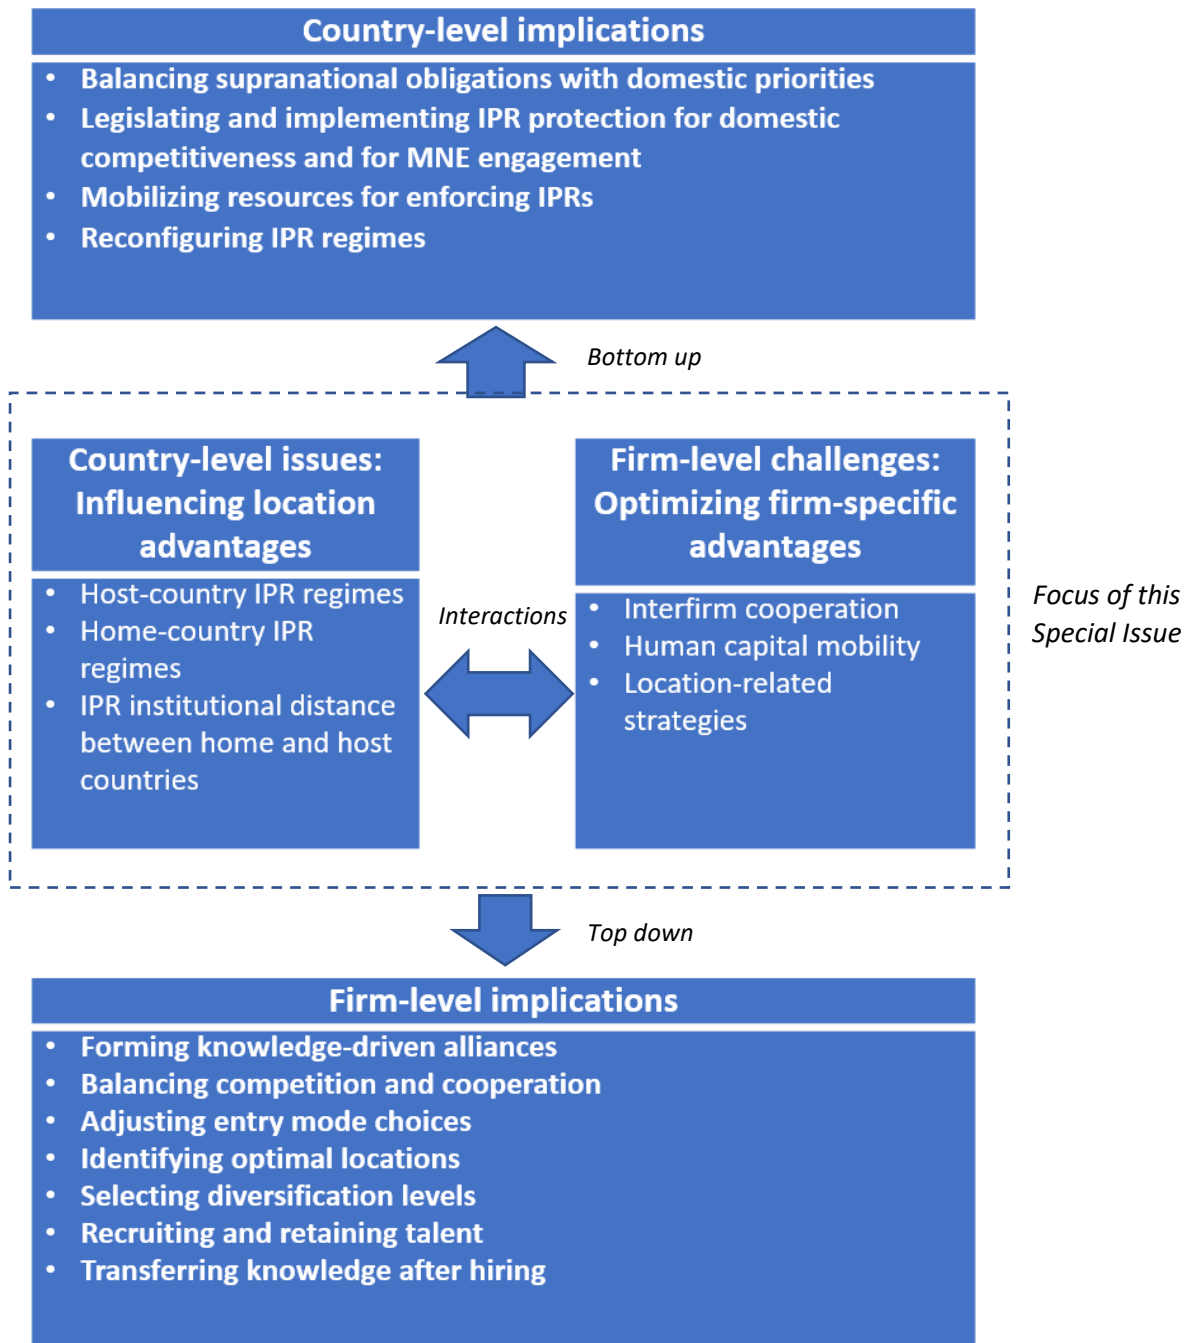 Country-level implications
• Balancing supranational obligations with domestic priorities
• Legislating and implementing IPR protection for domestic
competitiveness and for MNE engagement
• Mobilizing resources for enforcing IPRs
• Reconfiguring IPR regimes
Bottom up
Country-level issues:
Influencing location
advantages
• Host-country IPR regimes
• Home-country IPR
regimes
• IPR institutional distance
between home and host
countries
Interactions
Firm-level challenges:
Optimizing firm-specific
advantages
• Interfirm cooperation
• Human capital mobility
• Location-related
strategies
Focus of this
Special Issue
Top down
Firm-level implications
• Forming knowledge-driven alliances
• Balancing competition and cooperation
• Adjusting entry mode choices
• Identifying optimal locations
• Selecting diversification levels
• Recruiting and retaining talent
• Transferring knowledge after hiring